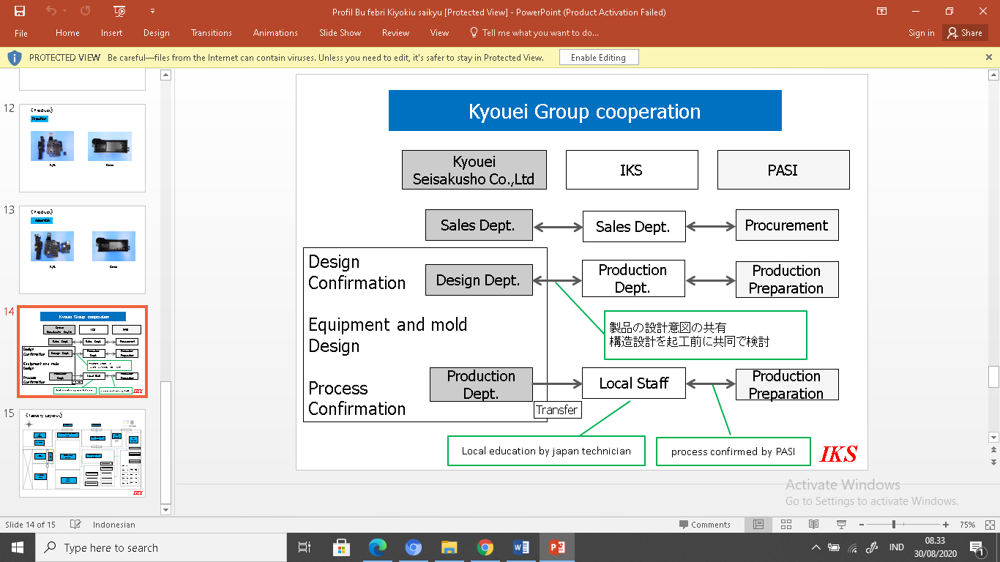 Profil Bu febri Kiyokiu saikyu [Protected View] - PowerPoint (Product Activation Failed)
File Home Insert Design Transitions Animations Slide Show Review View Tell me what you want to do... Sign in Share
PROTECTED VIEW Be careful—files from the Internet can contain viruses. Unless you need to edit, it's safer to stay in Protected View. Enable Editing
12
13
14
Kyouei Group cooperation
15
Kyouei Group cooperation
Kyouei
Seisakusho Co.,Ltd
IKS
PASI
Sales Dept.
Sales Dept.
Procurement
Design
Confirmation
Design Dept.
Production
Dept.
Production
Preparation
Equipment and mold
Design
製品の設計意図の共有
構造設計を起工前に共同で検討
Process
Confirmation
Production
Dept.
Transfer
Local Staff
Production
Preparation
Local education by japan technician
process confirmed by PASI
IKS
Activate Windows
Go to Settings to activate Windows.
Slide 14 of 15 Indonesian Comments 75%
Type here to search
IND
08.33
30/08/2020
1